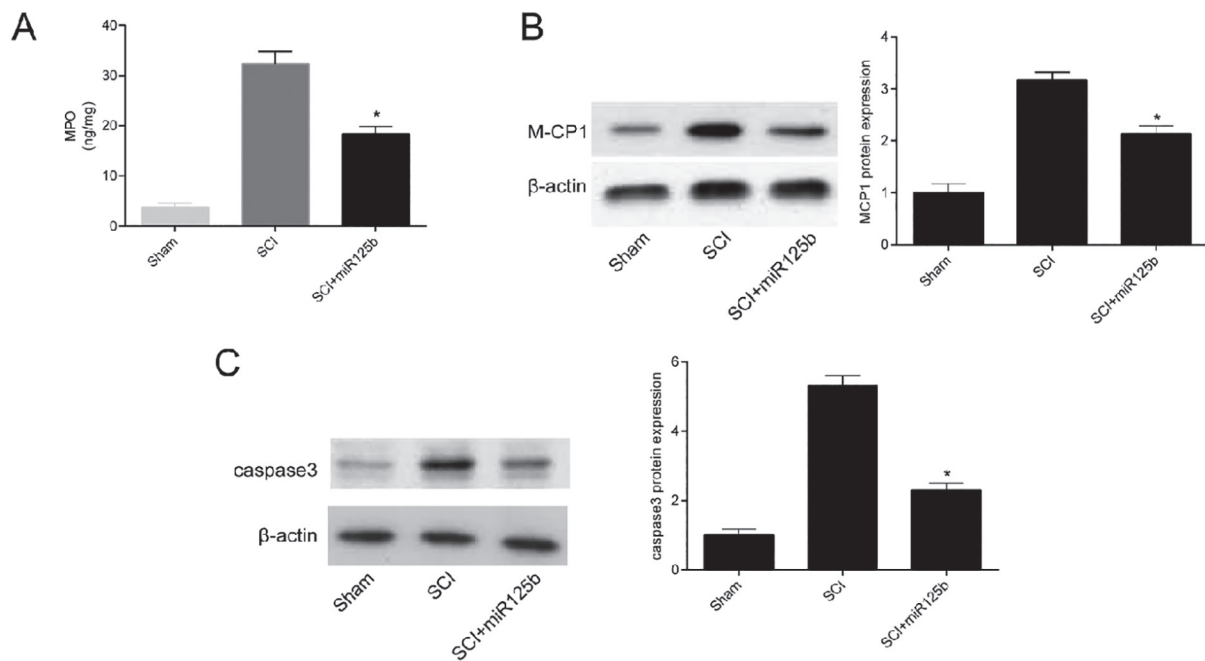 A
MPO
(ng/mg)
40
30
20
10
0
*
Sham
SCI
SCI+miR125b
B
M-CP1
β-actin
Sham
SCI
SCI+miR125b
MCP1 protein expression
4
3
2
1
0
*
Sham
SCI
SCI+miR125b
C
caspase3
β-actin
Sham
SCI
SCI+miR125b
caspase3 protein expression
6
4
2
0
*
Sham
SCI
SCI+miR125b